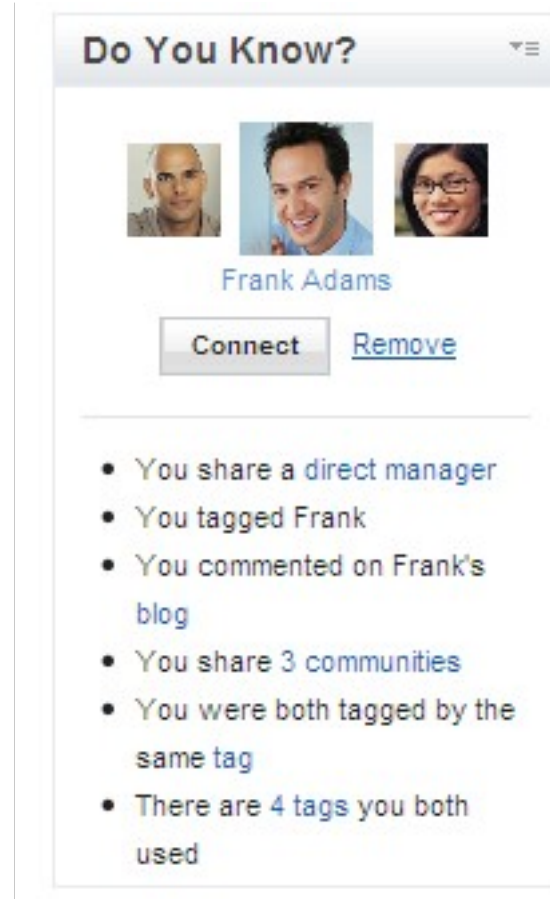 Do You Know?
Frank Adams
Connect Remove
You share a direct manager
You tagged Frank
You commented on Frank's
blog
You share 3 communities
You were both tagged by the
same tag
There are 4 tags you both
used